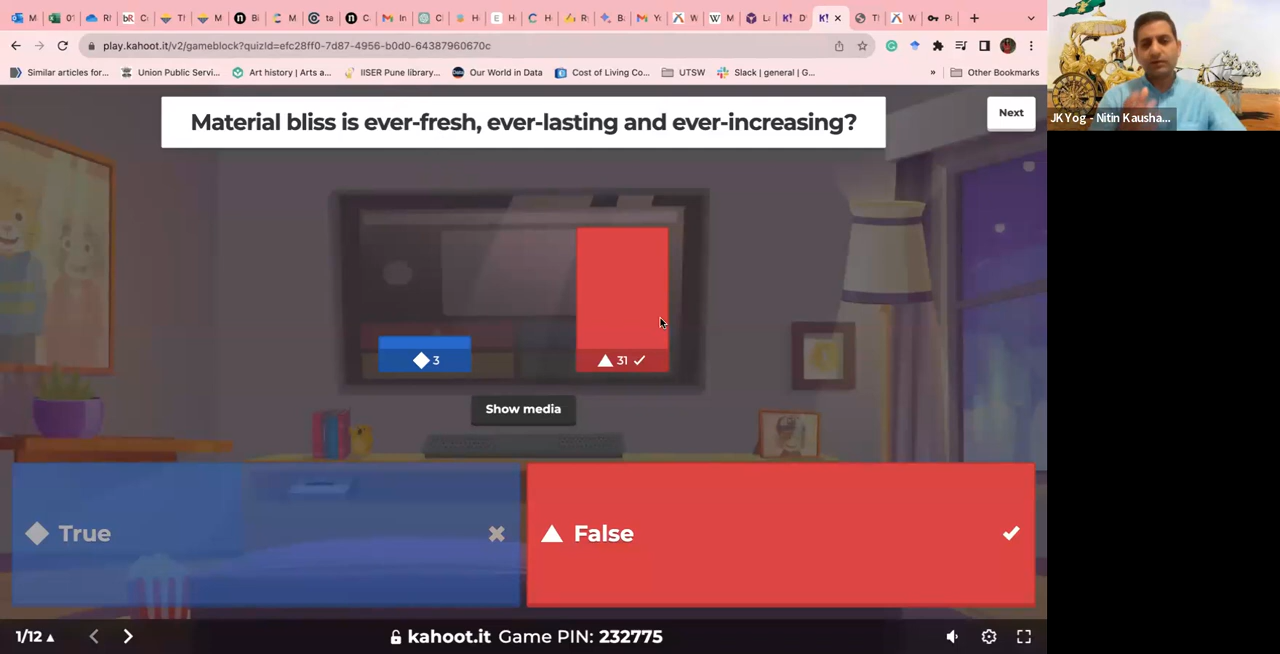 play.kahoot.it/v2/gameblock?quizId=efc28ff0-7d87-4956-b0d0-64387960670c
Similar articles for...
Union Public Servi...
Art history | Arts a...
IISER Pune library...
Our World in Data
Cost of Living Co...
UTSW
Slack | general | G...
»
Other Bookmarks
Material bliss is ever-fresh, ever-lasting and ever-increasing?
Next
JKYog - Nitin Kausha...
3
31
Show media
True
False
1/12
kahoot.it Game PIN: 232775